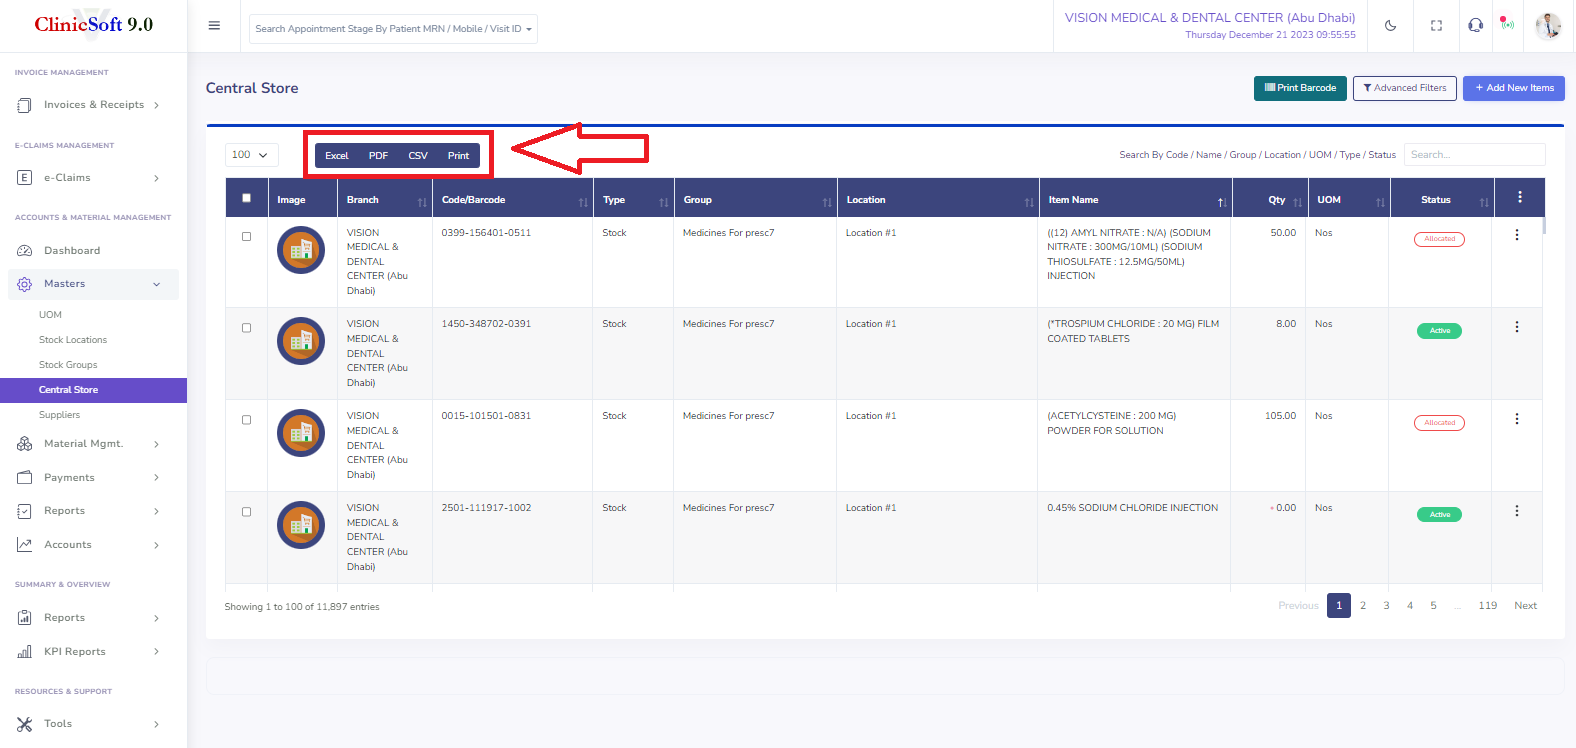 ClinicSoft 9.0
Search Appointment Stage By Patient MRN / Mobile / Visit ID
VISION MEDICAL & DENTAL CENTER (Abu Dhabi)
Thursday December 21 2023 09:55:55
INVOICE MANAGEMENT
Invoices & Receipts
E-CLAIMS MANAGEMENT
E
e-Claims
ACCOUNTS & MATERIAL MANAGEMENT
Dashboard
Masters
UOM
Stock Locations
Stock Groups
Central Store
Suppliers
Material Mgmt.
Payments
Reports
Accounts
SUMMARY & OVERVIEW
Reports
KPI Reports
RESOURCES & SUPPORT
Tools
Central Store
Print Barcode
Advanced Filters
+ Add New Items
100
Excel PDF CSV Print
Search By Code / Name / Group / Location / UOM / Type / Status
Search...
Image Branch Code/Barcode Type Group Location Item Name Qty UOM Status
VISION
MEDICAL &
DENTAL
CENTER (Abu
Dhabi)
0399-156401-0511
Stock
Medicines For presc7
Location #1
((12) AMYL NITRATE : N/A) (SODIUM
NITRATE : 300MG/10ML) (SODIUM
THIOSULFATE : 12.5MG/50ML)
INJECTION
50.00
Nos
Allocated
VISION
MEDICAL &
DENTAL
CENTER (Abu
Dhabi)
1450-348702-0391
Stock
Medicines For presc7
Location #1
(*TROSPIUM CHLORIDE : 20 MG) FILM
COATED TABLETS
8.00
Nos
Active
VISION
MEDICAL &
DENTAL
CENTER (Abu
Dhabi)
0015-101501-0831
Stock
Medicines For presc7
Location #1
(ACETYLCYSTEINE : 200 MG)
POWDER FOR SOLUTION
105.00
Nos
Allocated
VISION
MEDICAL &
DENTAL
CENTER (Abu
Dhabi)
2501-111917-1002
Stock
Medicines For presc7
Location #1
0.45% SODIUM CHLORIDE INJECTION
0.00
Nos
Active
Showing 1 to 100 of 11,897 entries
Previous 1 2 3 4 5 ... 119 Next